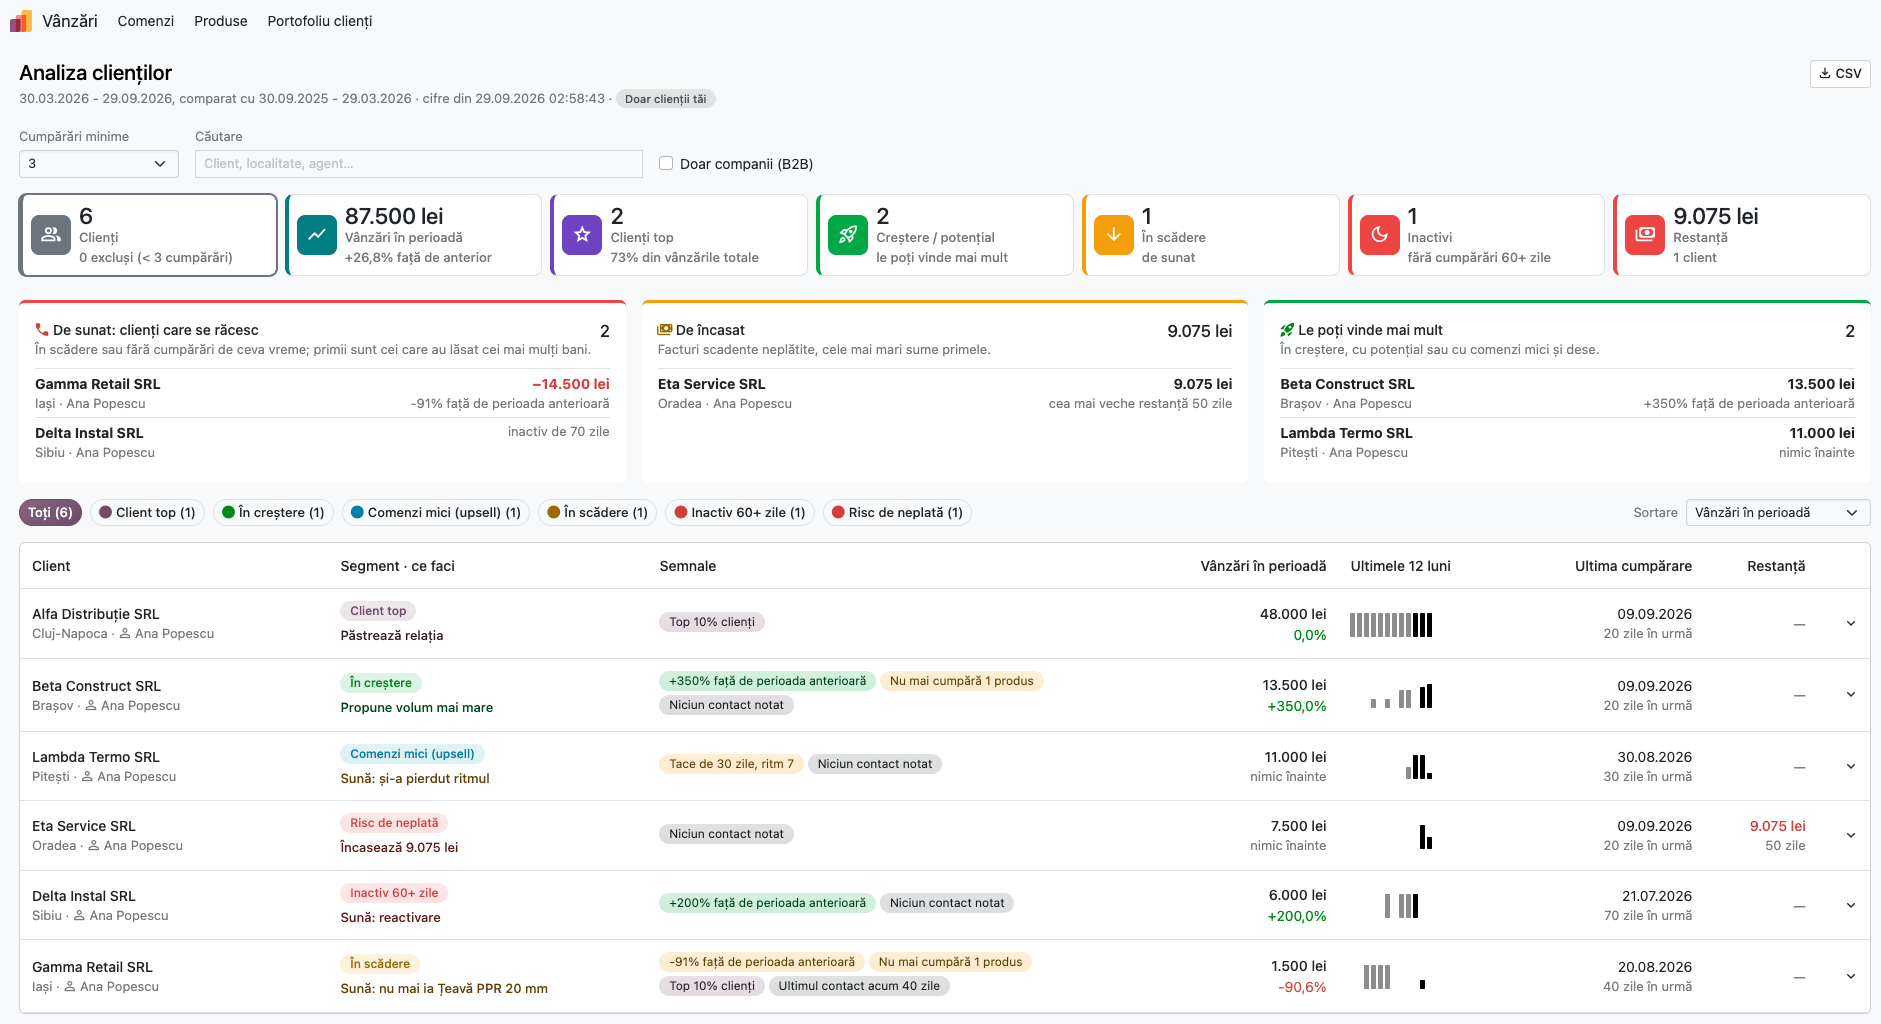 Vânzări Comenzi Produse Portofoliu clienți
Analiza clienților
CSV
30.03.2026 - 29.09.2026, comparat cu 30.09.2025 - 29.03.2026 · cifre din 29.09.2026 02:58:43 · Doar clienții tăi
Cumpărări minime
Căutare
3
Client, localitate, agent...
Doar companii (B2B)
6
Clienți
0 excluși (< 3 cumpărări)
87.500 lei
Vânzări în perioadă
+26,8% față de anterior
2
Clienți top
73% din vânzările totale
2
Creștere / potențial
le poți vinde mai mult
1
În scădere
de sunat
1
Inactivi
fără cumpărări 60+ zile
9.075 lei
Restanță
1 client
De sunat: clienți care se răcesc 2
În scădere sau fără cumpărări de ceva vreme; primii sunt cei care au lăsat cei mai mulți bani.
Gamma Retail SRL −14.500 lei
Iași · Ana Popescu -91% față de perioada anterioară
Delta Instal SRL inactiv de 70 zile
Sibiu · Ana Popescu
De încasat 9.075 lei
Facturi scadente neplătite, cele mai mari sume primele.
Eta Service SRL 9.075 lei
Oradea · Ana Popescu cea mai veche restanță 50 zile
Le poți vinde mai mult 2
În creștere, cu potențial sau cu comenzi mici și dese.
Beta Construct SRL 13.500 lei
Brașov · Ana Popescu +350% față de perioada anterioară
Lambda Termo SRL 11.000 lei
Pitești · Ana Popescu nimic înainte
Toți (6) Client top (1) În creștere (1) Comenzi mici (upsell) (1) În scădere (1) Inactiv 60+ zile (1) Risc de neplată (1) Sortare Vânzări în perioadă
Client Segment · ce faci Semnale Vânzări în perioadă Ultimele 12 luni Ultima cumpărare Restanță
Alfa Distribuție SRL Client top Top 10% clienți 48.000 lei 09.09.2026 —
Cluj-Napoca · Ana Popescu Păstrează relația 0,0% 20 zile în urmă
Beta Construct SRL În creștere +350% față de perioada anterioară Nu mai cumpără 1 produs 13.500 lei 09.09.2026 —
Brașov · Ana Popescu Propune volum mai mare Niciun contact notat +350,0% 20 zile în urmă
Lambda Termo SRL Comenzi mici (upsell) Tace de 30 zile, ritm 7 Niciun contact notat 11.000 lei 30.08.2026 —
Pitești · Ana Popescu Sună: și-a pierdut ritmul nimic înainte 30 zile în urmă
Eta Service SRL Risc de neplată Niciun contact notat 7.500 lei 09.09.2026 9.075 lei
Oradea · Ana Popescu Încasează 9.075 lei nimic înainte 20 zile în urmă 50 zile
Delta Instal SRL Inactiv 60+ zile +200% față de perioada anterioară Niciun contact notat 6.000 lei 21.07.2026 —
Sibiu · Ana Popescu Sună: reactivare +200,0% 70 zile în urmă
Gamma Retail SRL În scădere -91% față de perioada anterioară Nu mai cumpără 1 produs 1.500 lei 20.08.2026 —
Iași · Ana Popescu Sună: nu mai ia Țeavă PPR 20 mm Top 10% clienți Ultimul contact acum 40 zile -90,6% 40 zile în urmă